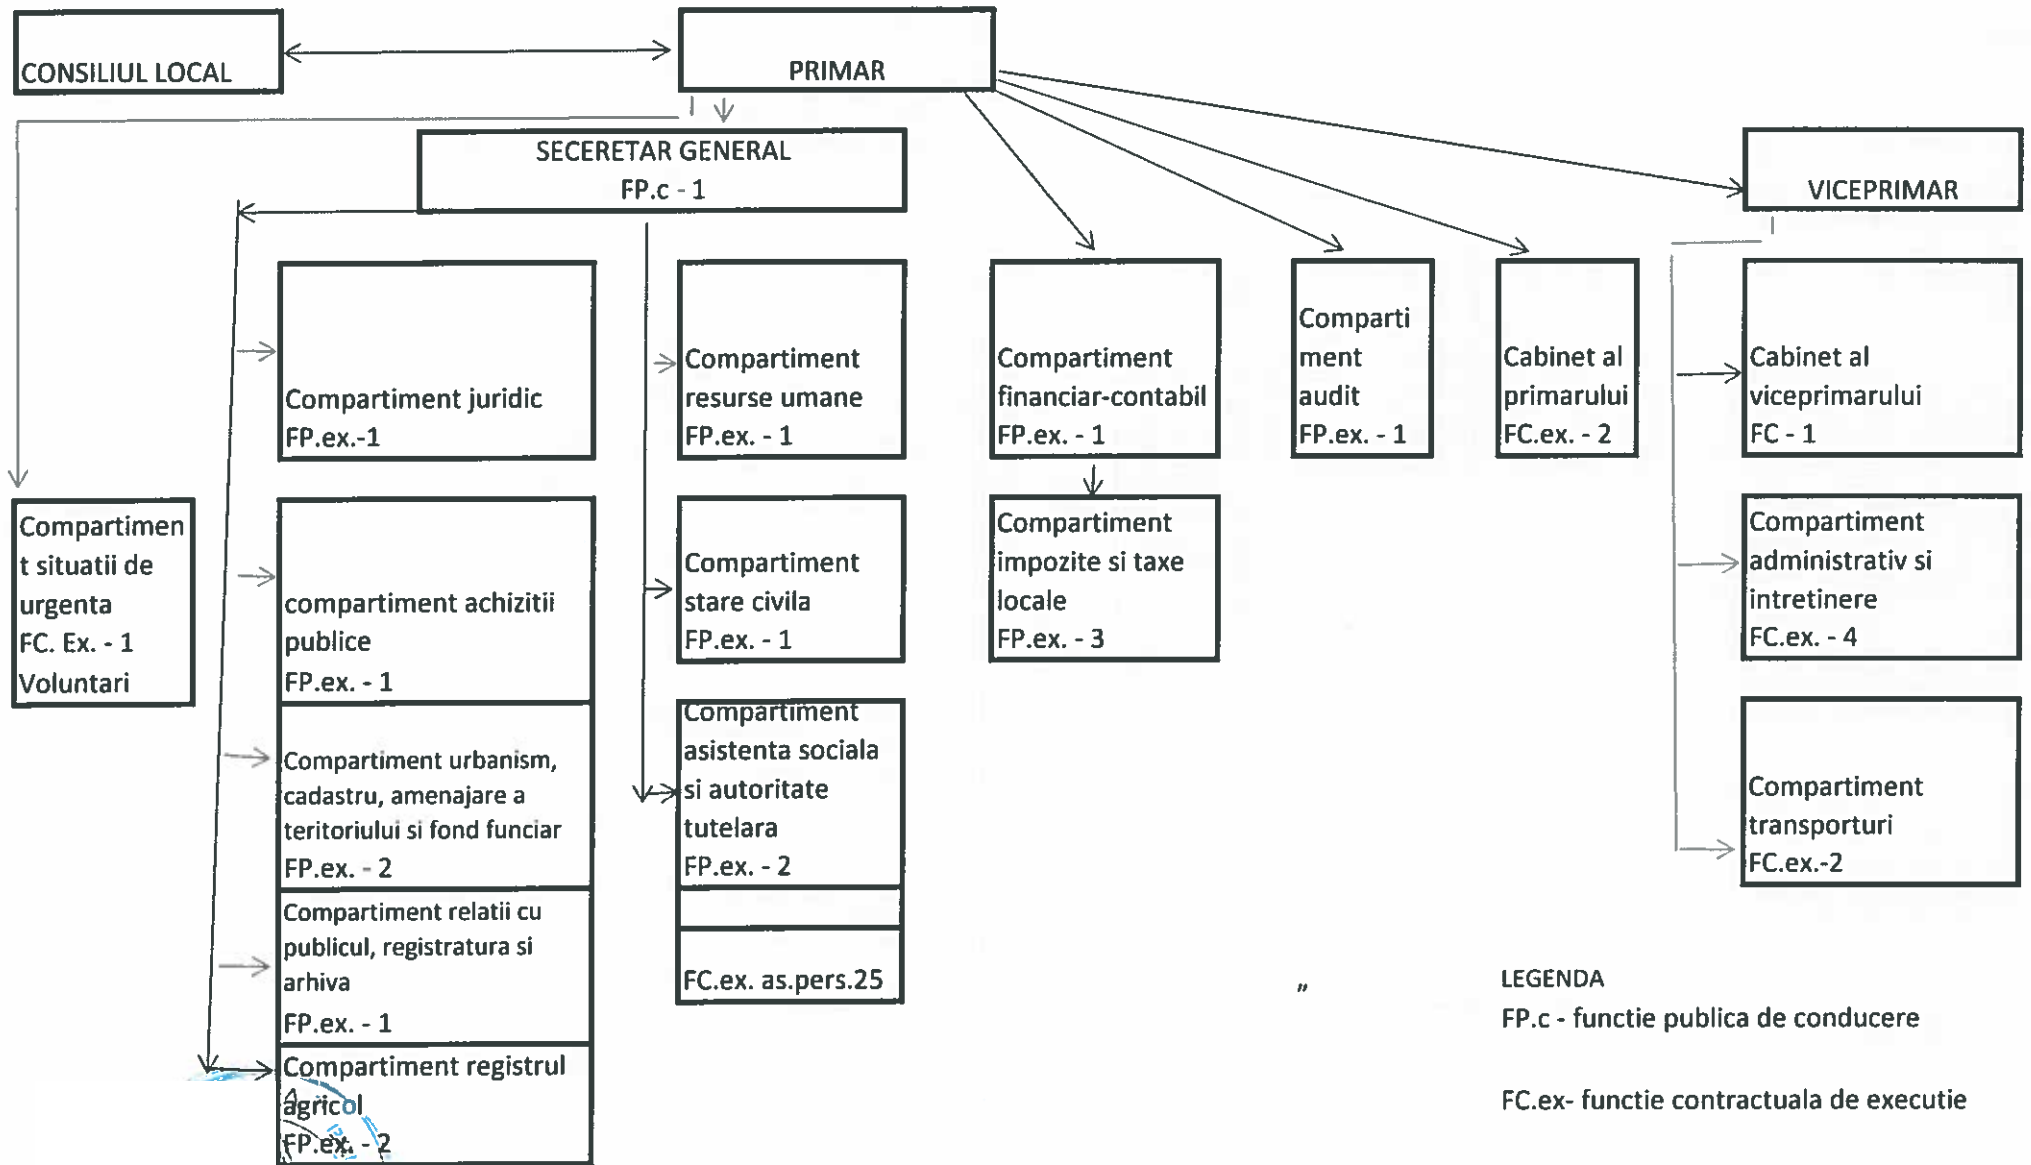 CONSILIUL LOCAL
PRIMAR
SECERETAR GENERAL
FP.c - 1
VICEPRIMAR
Compartiment juridic
FP.ex.-1
Compartiment
resurse umane
FP.ex. - 1
Compartiment
financiar-contabil
FP.ex. - 1
Comparti
ment
audit
FP.ex. - 1
Cabinet al
primarului
FC.ex. - 2
Cabinet al
viceprimarului
FC - 1
Compartimen
t situatii de
urgenta
FC. Ex. - 1
Voluntari
compartiment achizitii
publice
FP.ex. - 1
Compartiment
stare civila
FP.ex. - 1
Compartiment
impozite si taxe
locale
FP.ex. - 3
Compartiment
administrativ si
intretinere
FC.ex. - 4
Compartiment urbanism,
cadastru, amenajare a
teritoriului si fond funciar
FP.ex. - 2
Compartiment
asistenta sociala
si autoritate
tutelara
FP.ex. - 2
Compartiment
transporturi
FC.ex.-2
Compartiment relatii cu
publicul, registratura si
arhiva
FP.ex. - 1
FC.ex. as.pers.25
Compartiment registrul
agricol
FP.ex. - 2
"
LEGENDA
FP.c - functie publica de conducere
FC.ex- functie contractuala de executie